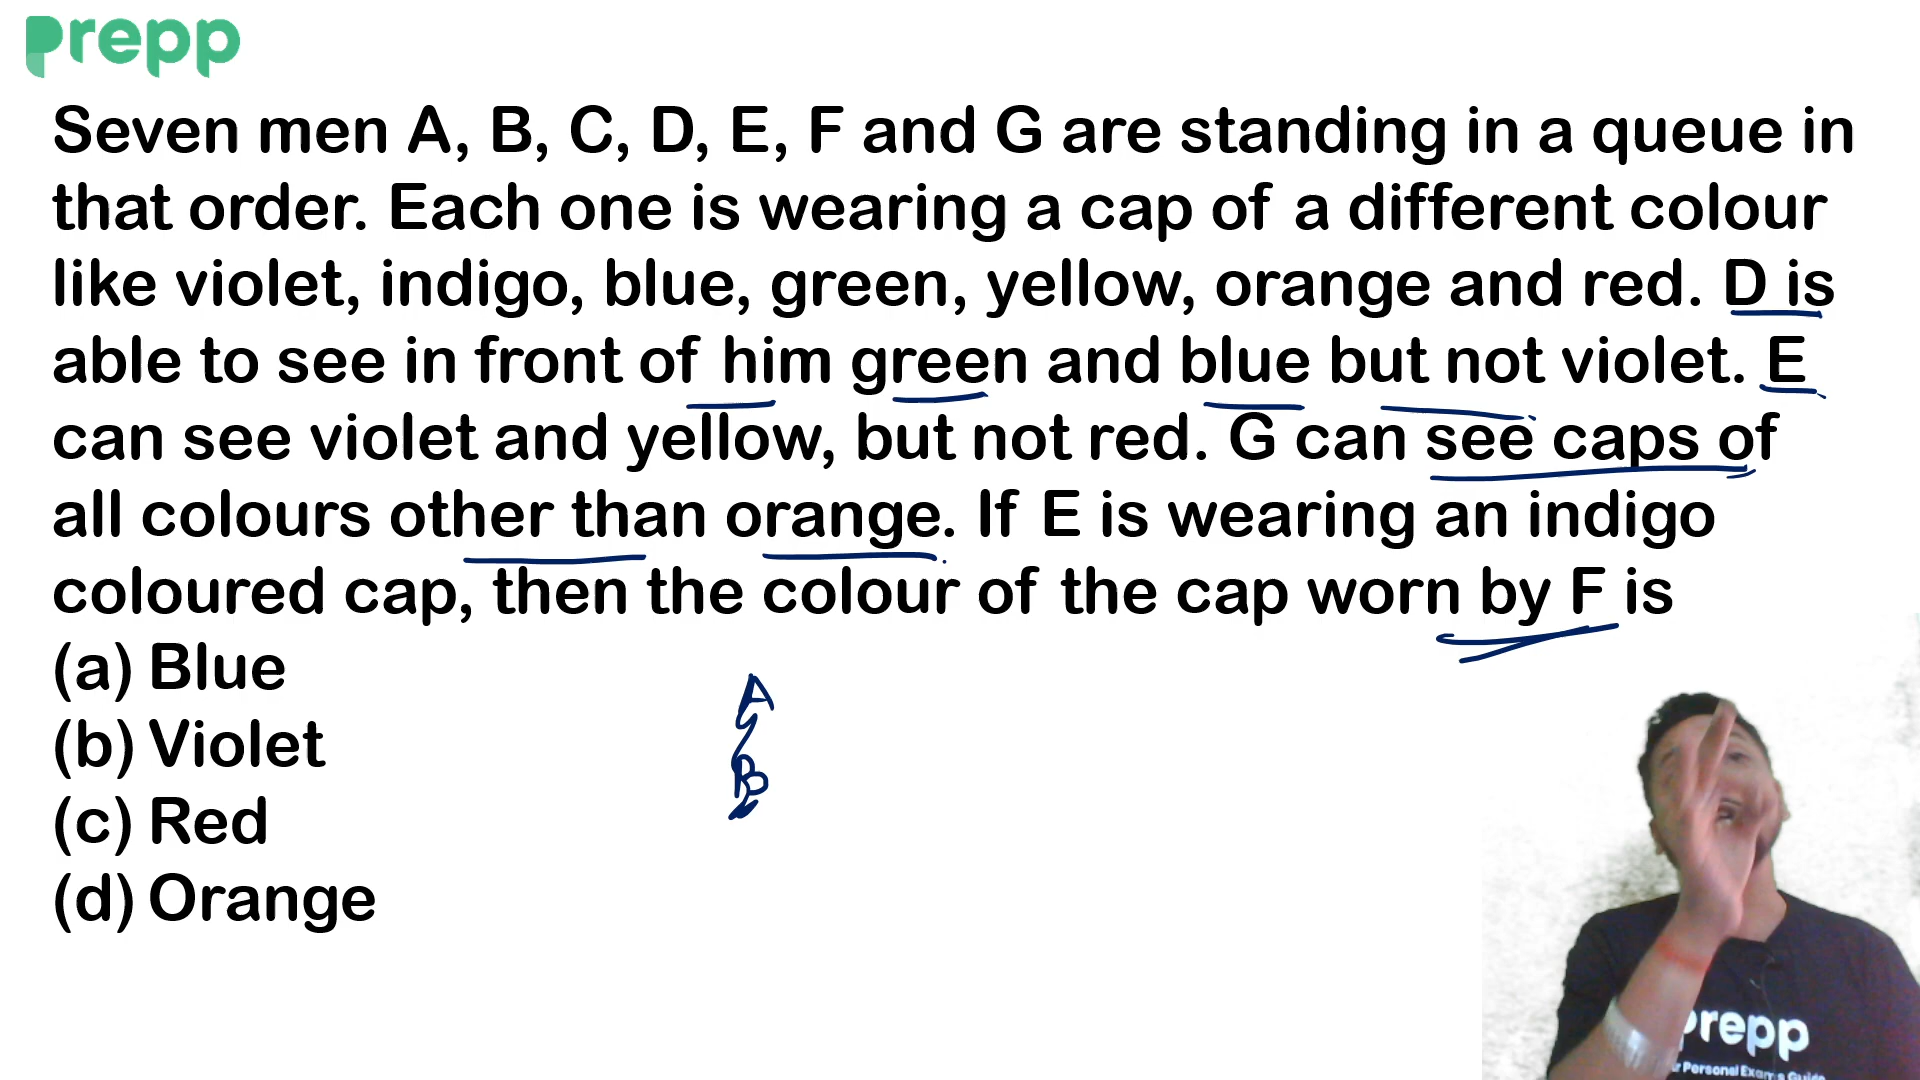 prepp
Seven men A, B, C, D, E, F and G are standing in a queue in
that order. Each one is wearing a cap of a different colour
like violet, indigo, blue, green, yellow, orange and red. D is
able to see in front of him green and blue but not violet. E
can see violet and yellow, but not red. G can see caps of
all colours other than orange. If E is wearing an indigo
coloured cap, then the colour of the cap worn by F is
(a) Blue
(b) Violet
(c) Red
(d) Orange
A
B
prepp
Personal Exams Guide